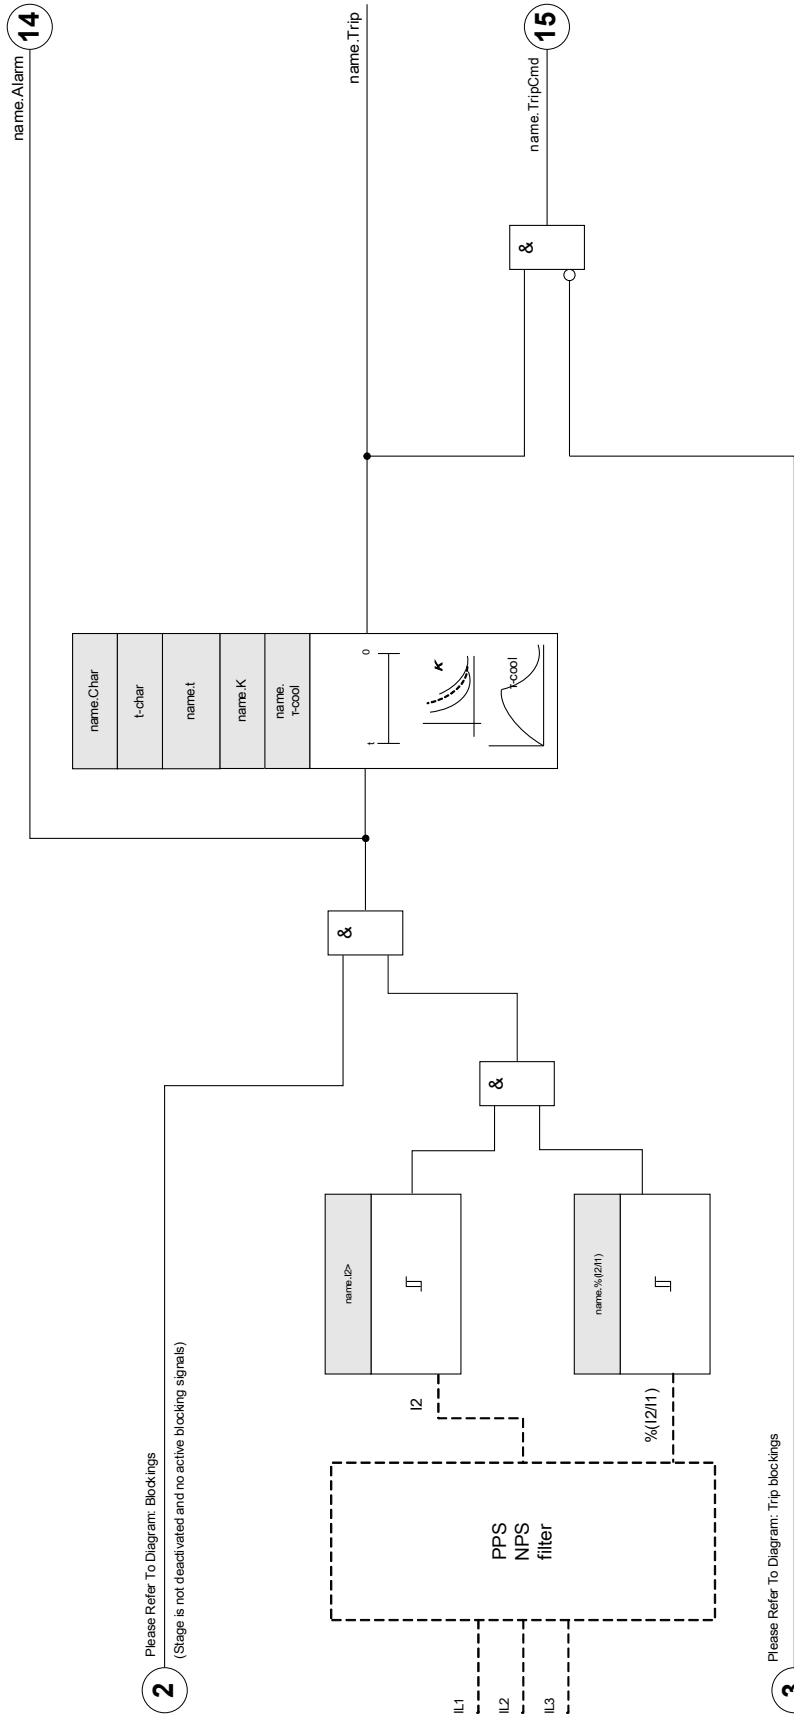 2
Please Refer To Diagram: Blockings
(Stage is not deactivated and no active blocking signals)
IL1
IL2
IL3
PPS
NPS
filter
I2
%(I2/I1)
name.I2>
name.%(I2/I1)
&
&
name.Char
t-char
name.t
name.K
name.
τ-cool
t
0
K
τ-cool
&
name.Alarm
14
name.Trip
name.TripCmd
15
3
Please Refer To Diagram: Trip blockings